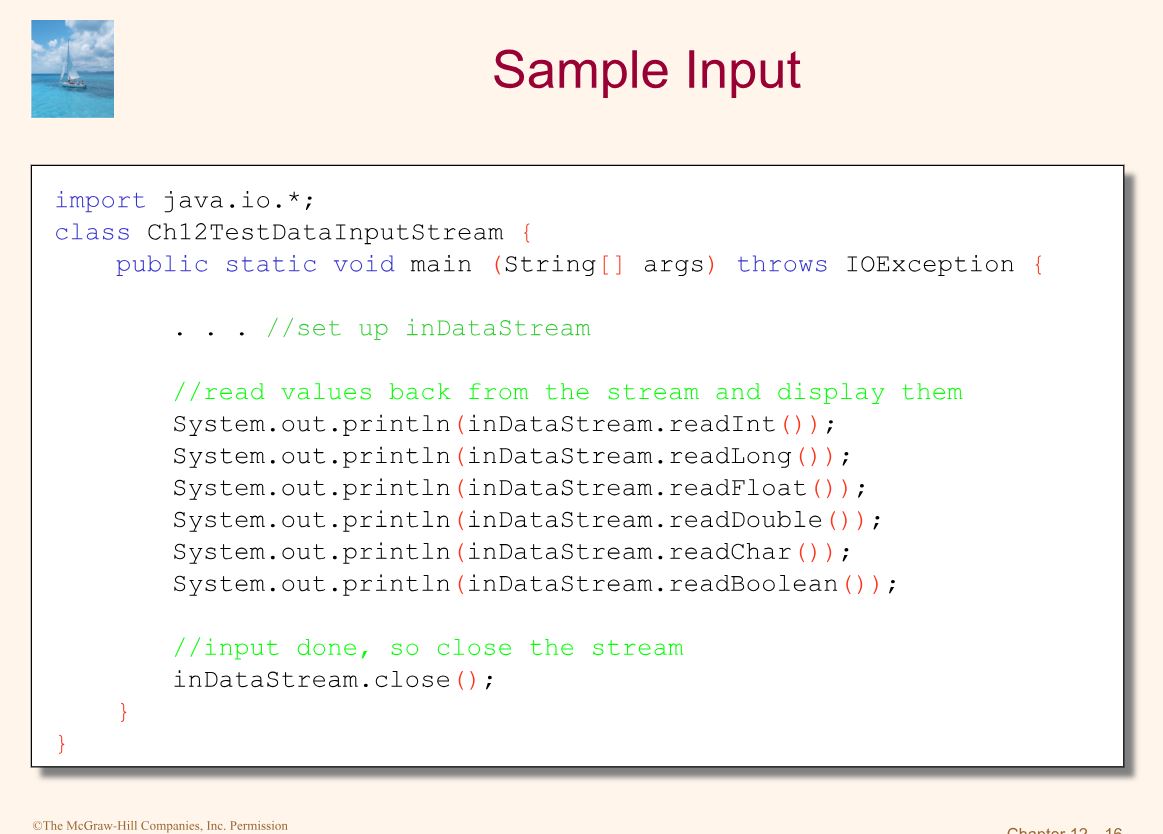 Sample Input
import java.io.*;
class Ch12TestDataInputStream {
public static void main (String[] args) throws IOException {
. . . //set up inDataStream
//read values back from the stream and display them
System.out.println(inDataStream.readInt());
System.out.println(inDataStream.readLong());
System.out.println(inDataStream.readFloat());
System.out.println(inDataStream.readDouble());
System.out.println(inDataStream.readChar());
System.out.println(inDataStream.readBoolean());
//input done, so close the stream
inDataStream.close();
}
}
©The McGraw-Hill Companies, Inc. Permission
Chapter 12 - 16